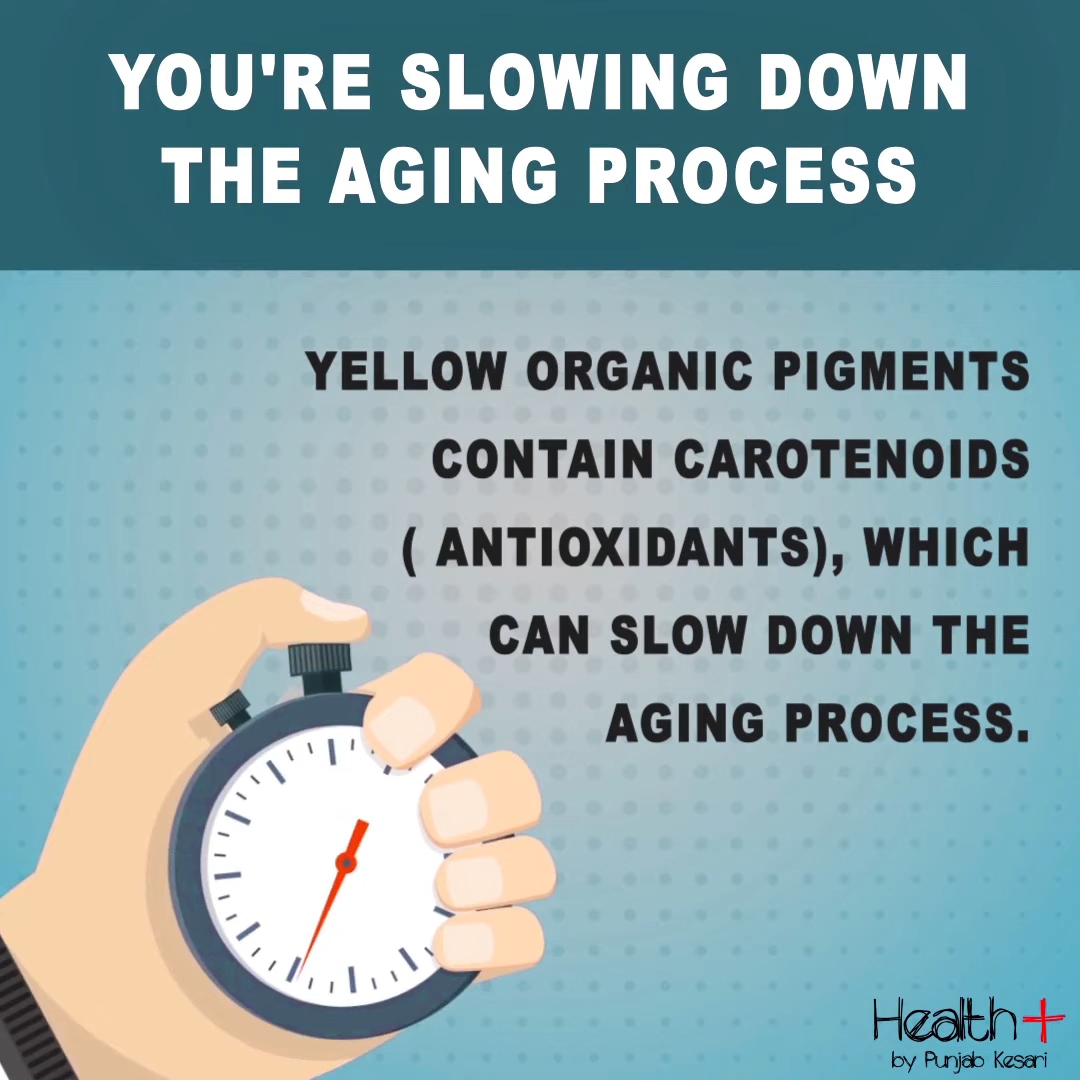 YOU'RE SLOWING DOWN
THE AGING PROCESS
YELLOW ORGANIC PIGMENTS
CONTAIN CAROTENOIDS
( ANTIOXIDANTS), WHICH
CAN SLOW DOWN THE
AGING PROCESS.
Health+
by Punjab Kesari